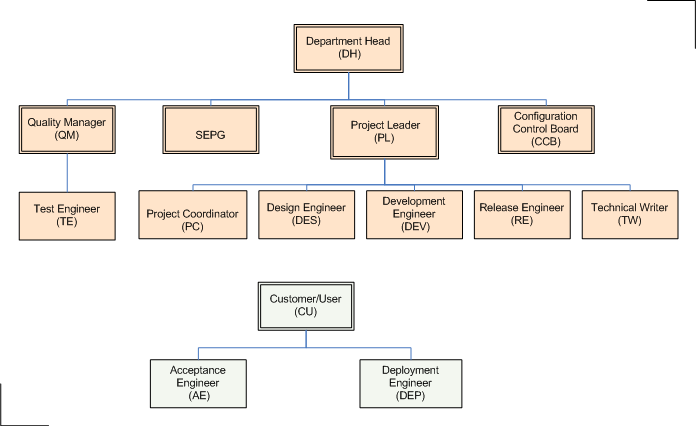 Department Head
(DH)
Quality Manager
(QM)
SEPG
Project Leader
(PL)
Configuration
Control Board
(CCB)
Test Engineer
(TE)
Project Coordinator
(PC)
Design Engineer
(DES)
Development
Engineer
(DEV)
Release Engineer
(RE)
Technical Writer
(TW)
Customer/User
(CU)
Acceptance
Engineer
(AE)
Deployment
Engineer
(DEP)